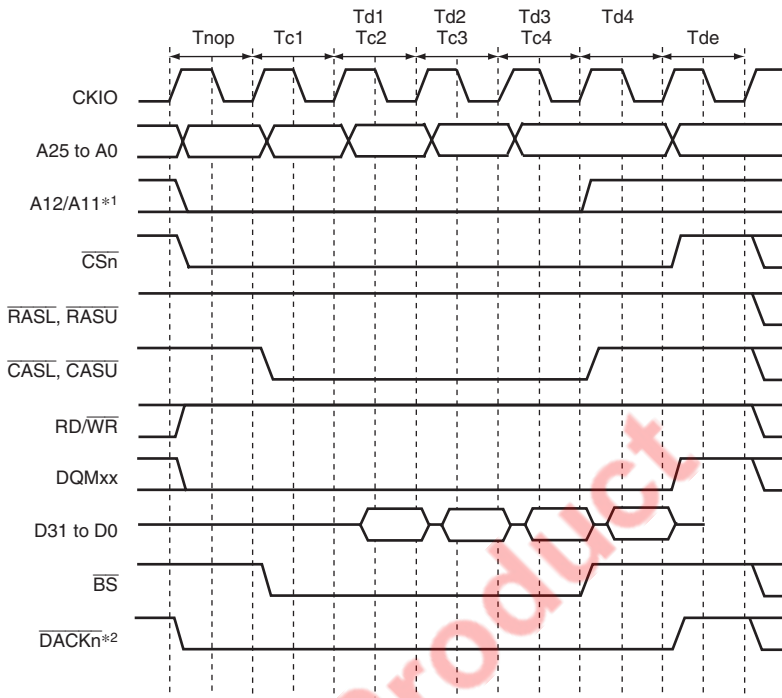 Td1 Td2 Td3 Td4
Tnop Tc1 Tc2 Tc3 Tc4 Tde
CKIO
A25 to A0
A12/A11*1
CSn
RASL, RASU
CASL, CASU
RD/WR
DQMxx
D31 to D0
BS
DACKn*2
roduct